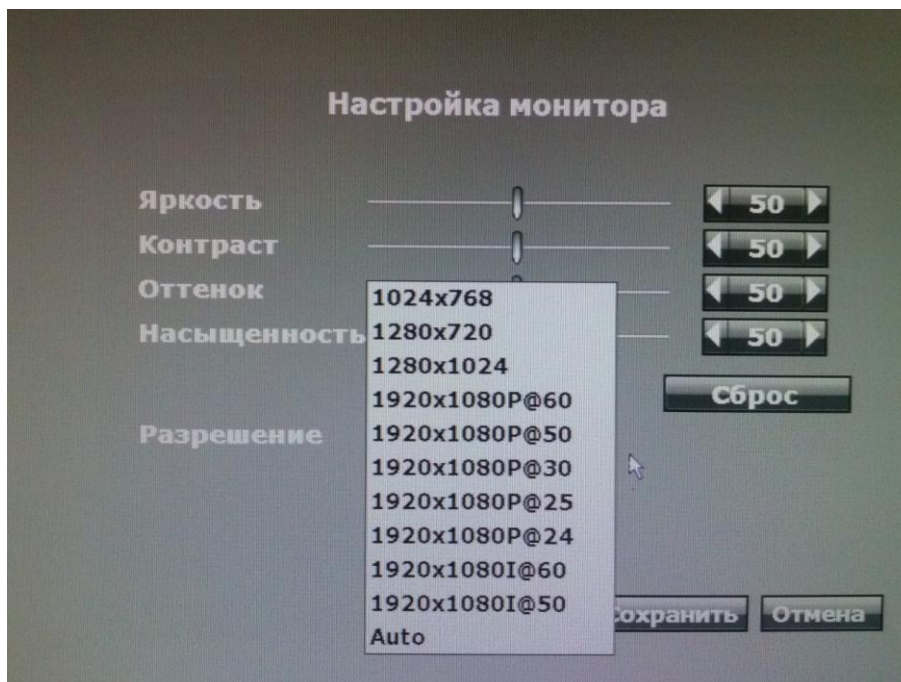 Настройка монитора
Яркость 50
Контраст 50
Оттенок 50
Насыщенность 50
Сброс
Разрешение
1024x768
1280x720
1280x1024
1920x1080P@60
1920x1080P@50
1920x1080P@30
1920x1080P@25
1920x1080P@24
1920x1080I@60
1920x1080I@50
Auto
Сохранить Отмена